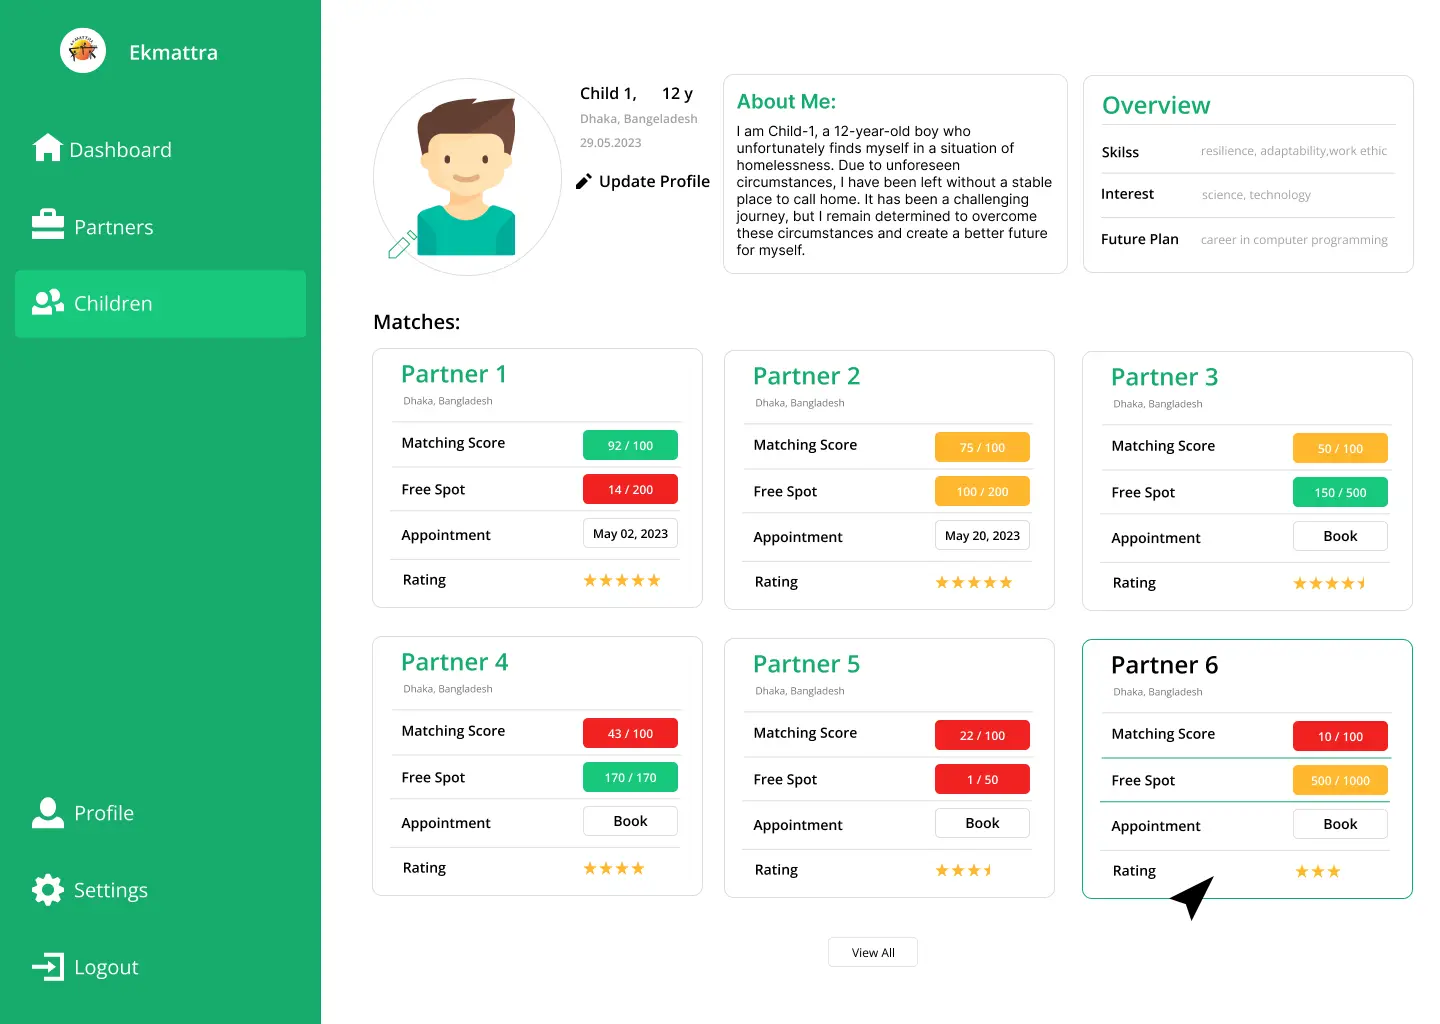 Ekmattra
Dashboard
Partners
Children
Profile
Settings
Logout
Child 1, 12 y
Dhaka, Bangeladesh
29.05.2023
Update Profile
About Me:
I am Child-1, a 12-year-old boy who
unfortunately finds myself in a situation of
homelessness. Due to unforeseen
circumstances, I have been left without a stable
place to call home. It has been a challenging
journey, but I remain determined to overcome
these circumstances and create a better future
for myself.
Overview
Skilss resilience, adaptability,work ethic
Interest science, technology
Future Plan career in computer programming
Matches:
Partner 1
Dhaka, Bangladesh
Matching Score 92 / 100
Free Spot 14 / 200
Appointment May 02, 2023
Rating
Partner 2
Dhaka, Bangladesh
Matching Score 75 / 100
Free Spot 100 / 200
Appointment May 20, 2023
Rating
Partner 3
Dhaka, Bangladesh
Matching Score 50 / 100
Free Spot 150 / 500
Appointment Book
Rating
Partner 4
Dhaka, Bangladesh
Matching Score 43 / 100
Free Spot 170 / 170
Appointment Book
Rating
Partner 5
Dhaka, Bangladesh
Matching Score 22 / 100
Free Spot 1 / 50
Appointment Book
Rating
Partner 6
Dhaka, Bangladesh
Matching Score 10 / 100
Free Spot 500 / 1000
Appointment Book
Rating
View All